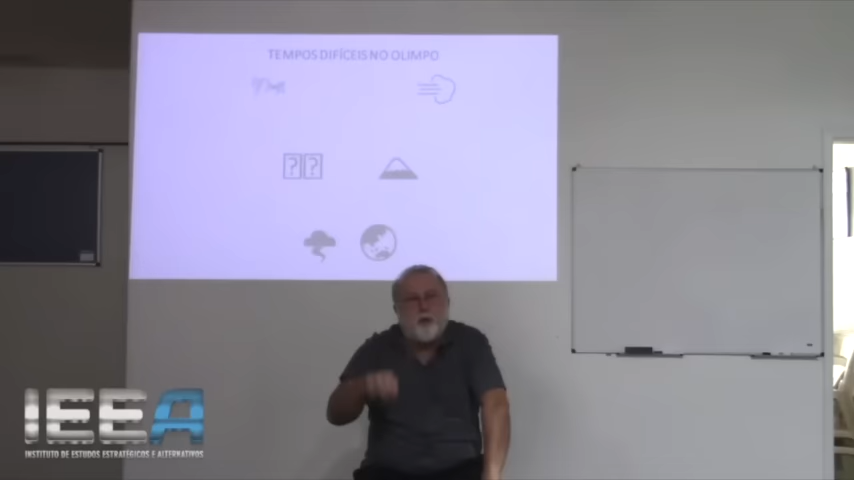 TEMPOS DIFÍCEIS NO OLIMPO
? ?
IEEA
INSTITUTO DE ESTUDOS ESTRATÉGICOS E ALTERNATIVOS